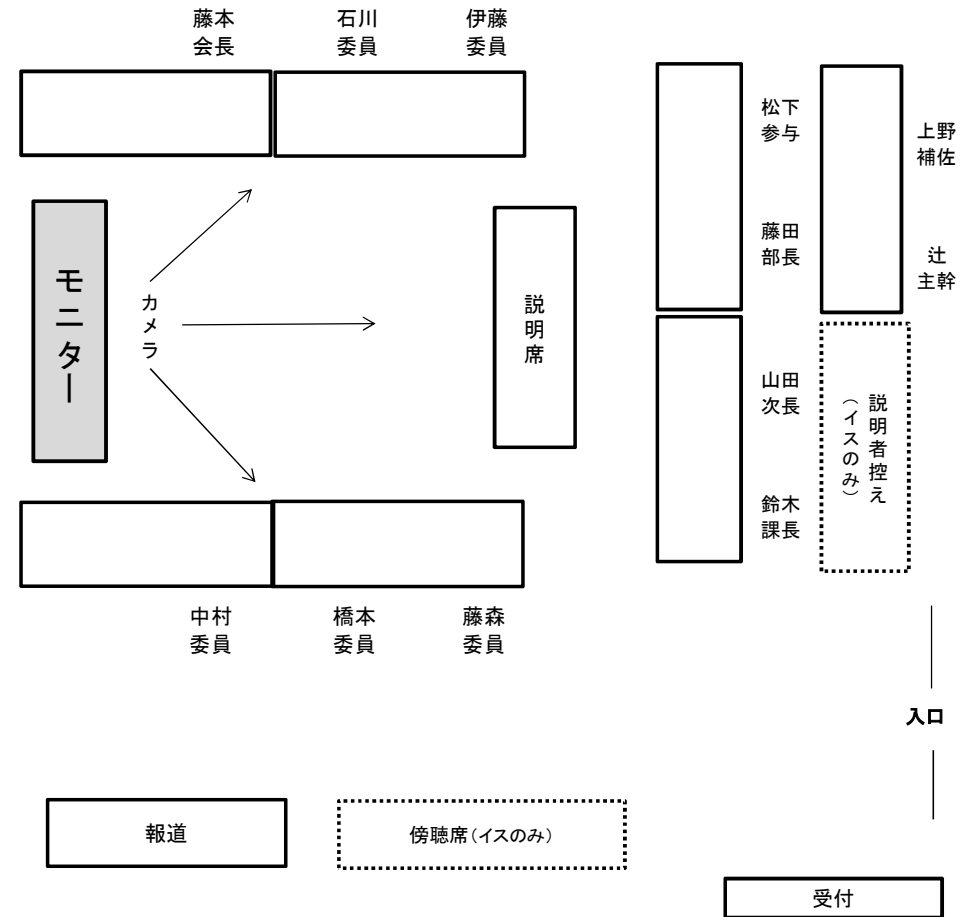 藤本
会長
石川
委員
伊藤
委員
松下
参与
上野
補佐
藤田
部長
辻
主幹
モニター
カメラ
説明席
山田
次長
説明者控え
（イスのみ）
鈴木
課長
中村
委員
橋本
委員
藤森
委員
入口
報道
傍聴席（イスのみ）
受付